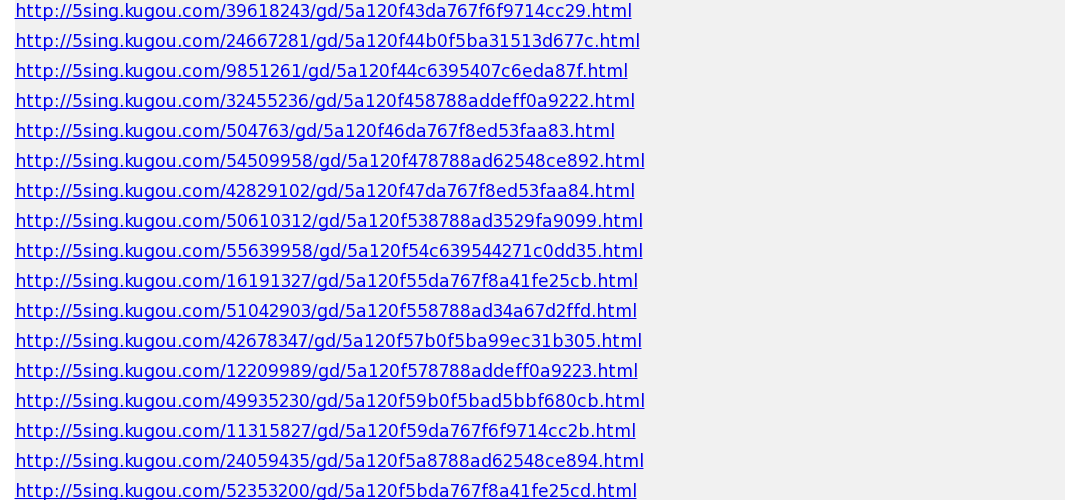 http://5sing.kugou.com/39618243/gd/5a120f43da767f6f9714cc29.html
http://5sing.kugou.com/24667281/gd/5a120f44b0f5ba31513d677c.html
http://5sing.kugou.com/9851261/gd/5a120f44c6395407c6eda87f.html
http://5sing.kugou.com/32455236/gd/5a120f458788addeff0a9222.html
http://5sing.kugou.com/504763/gd/5a120f46da767f8ed53faa83.html
http://5sing.kugou.com/54509958/gd/5a120f478788ad62548ce892.html
http://5sing.kugou.com/42829102/gd/5a120f47da767f8ed53faa84.html
http://5sing.kugou.com/50610312/gd/5a120f538788ad3529fa9099.html
http://5sing.kugou.com/55639958/gd/5a120f54c639544271c0dd35.html
http://5sing.kugou.com/16191327/gd/5a120f55da767f8a41fe25cb.html
http://5sing.kugou.com/51042903/gd/5a120f558788ad34a67d2ffd.html
http://5sing.kugou.com/42678347/gd/5a120f57b0f5ba99ec31b305.html
http://5sing.kugou.com/12209989/gd/5a120f578788addeff0a9223.html
http://5sing.kugou.com/49935230/gd/5a120f59b0f5bad5bbf680cb.html
http://5sing.kugou.com/11315827/gd/5a120f59da767f6f9714cc2b.html
http://5sing.kugou.com/24059435/gd/5a120f5a8788ad62548ce894.html
http://5sing.kugou.com/52353200/gd/5a120f5bda767f8a41fe25cd.html